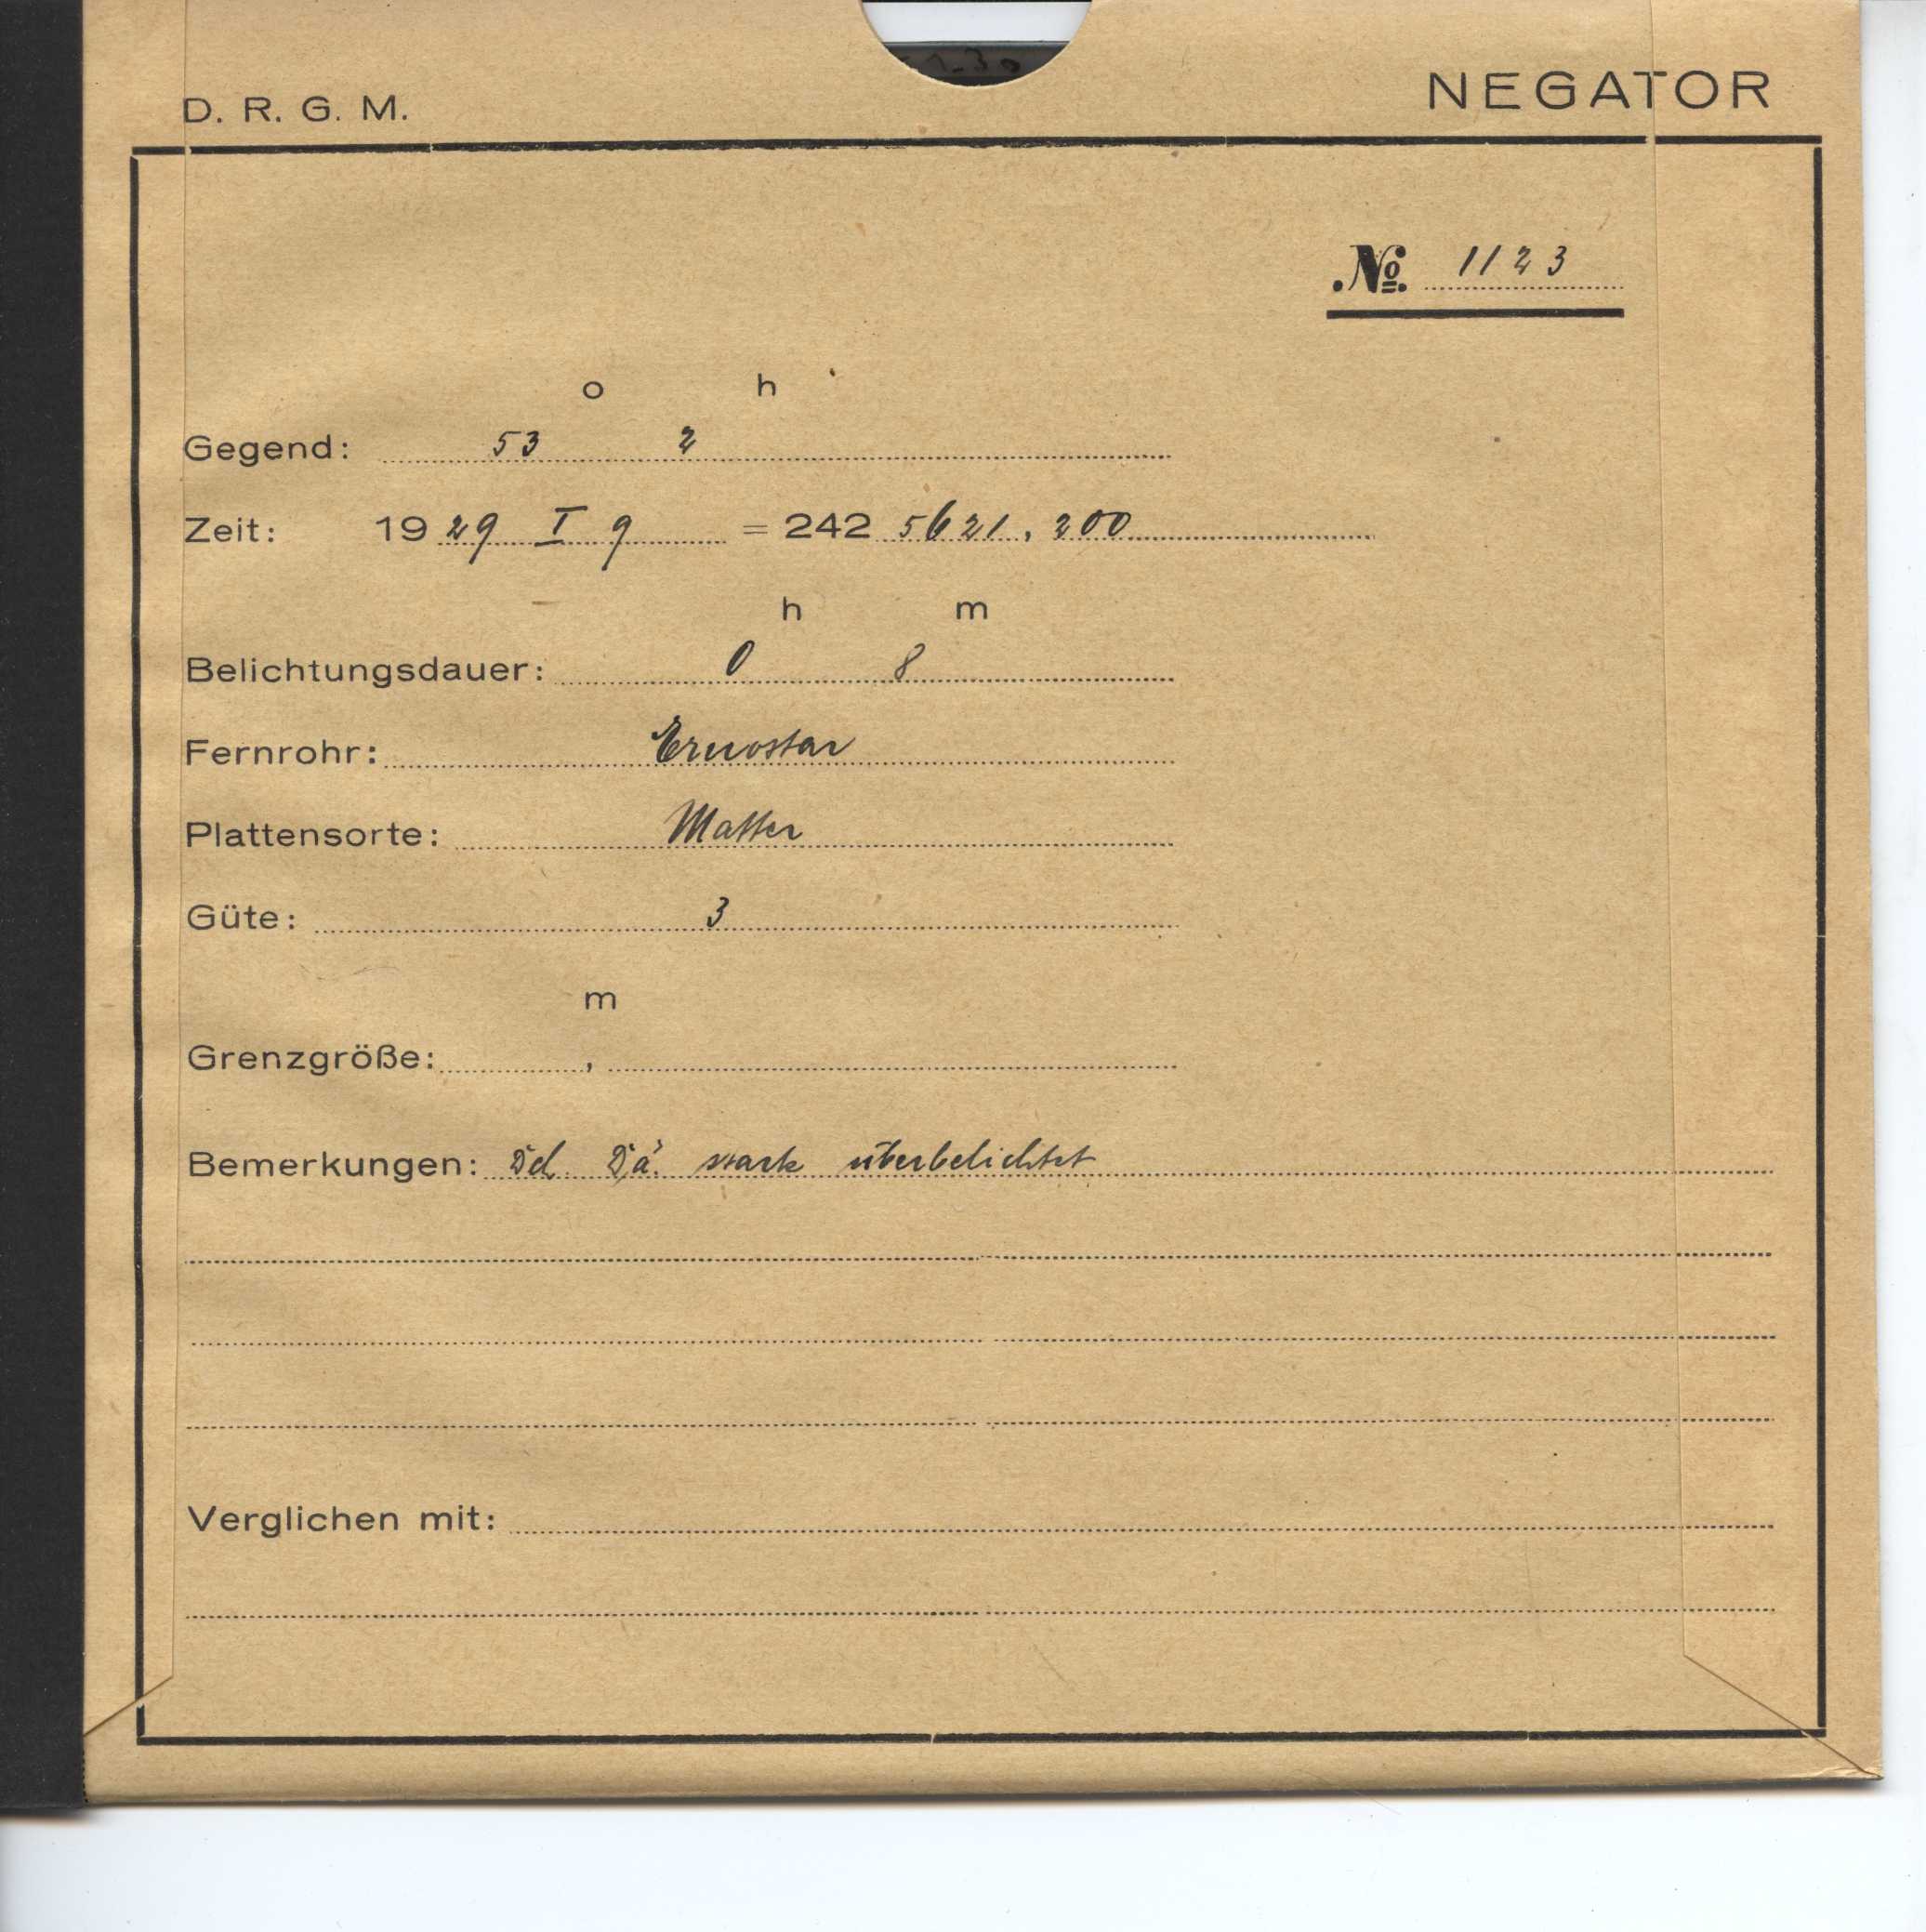 D. R. G. M. NEGATOR
№ 1123
o h
Gegend: 53 2
Zeit: 19 29 I 9 = 242 5621, 200
h m
Belichtungsdauer: 0 8
Fernrohr: Ernostar
Plattensorte: Matter
Güte: 3
m
Grenzgröße: ,
Bemerkungen: stark überbelichtet
Verglichen mit: